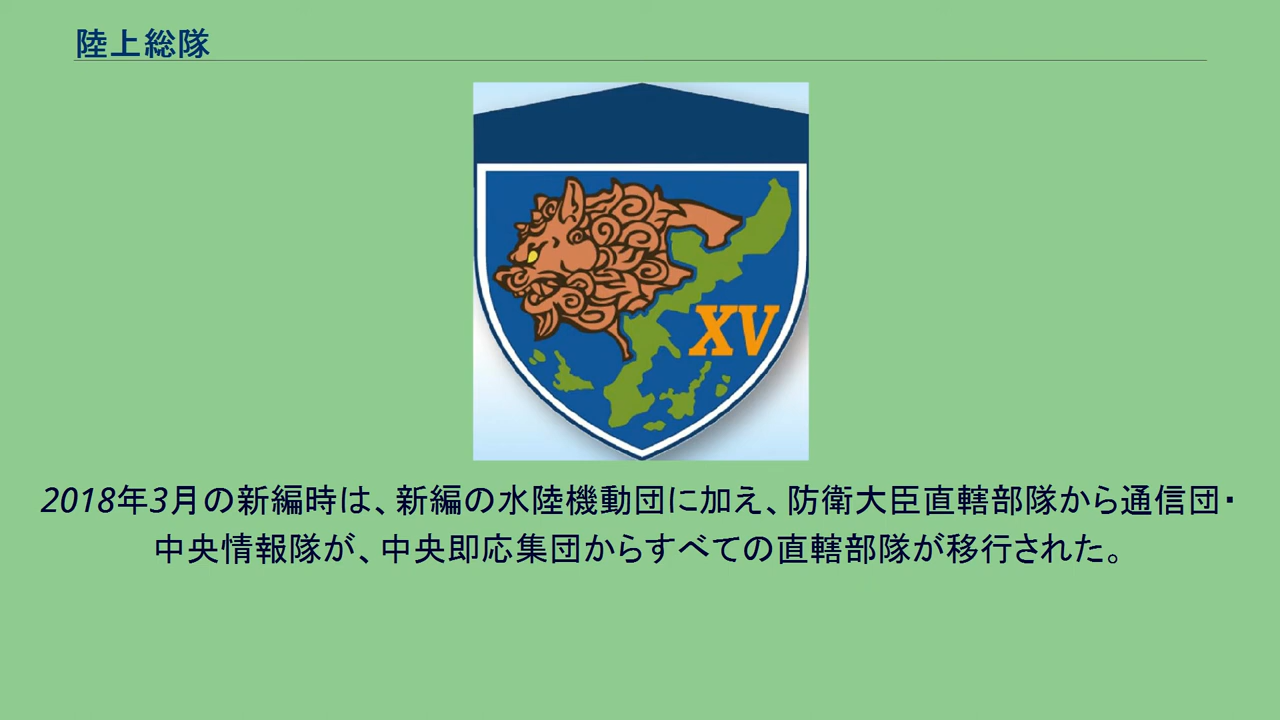 陸上総隊
XV
2018年3月の新編時は、新編の水陸機動団に加え、防衛大臣直轄部隊から通信団・
中央情報隊が、中央即応集団からすべての直轄部隊が移行された。